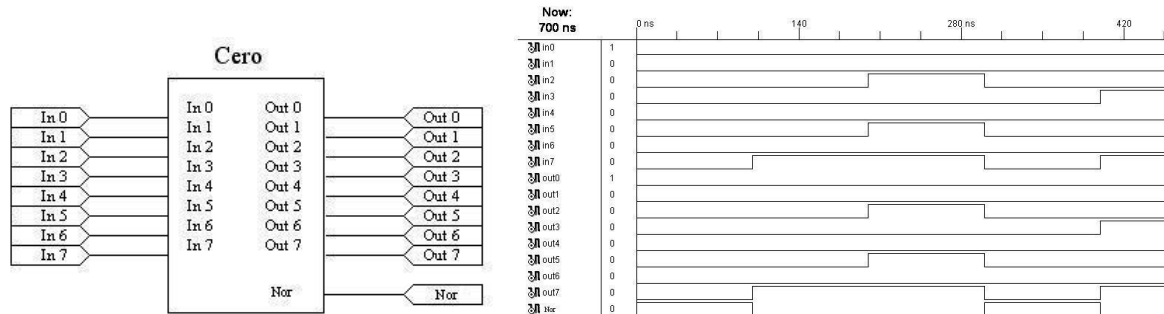 Cero
In 0
In 1
In 2
In 3
In 4
In 5
In 6
In 7
In 0 Out 0
In 1 Out 1
In 2 Out 2
In 3 Out 3
In 4 Out 4
In 5 Out 5
In 6 Out 6
In 7 Out 7
Nor
Out 0
Out 1
Out 2
Out 3
Out 4
Out 5
Out 6
Out 7
Nor
Now:
700 ns
0 ns 140 280 ns 420
in0 1
in1 0
in2 0
in3 0
in4 0
in5 0
in6 0
in7 0
out0 1
out1 0
out2 0
out3 0
out4 0
out5 0
out6 0
out7 0
Nor 0